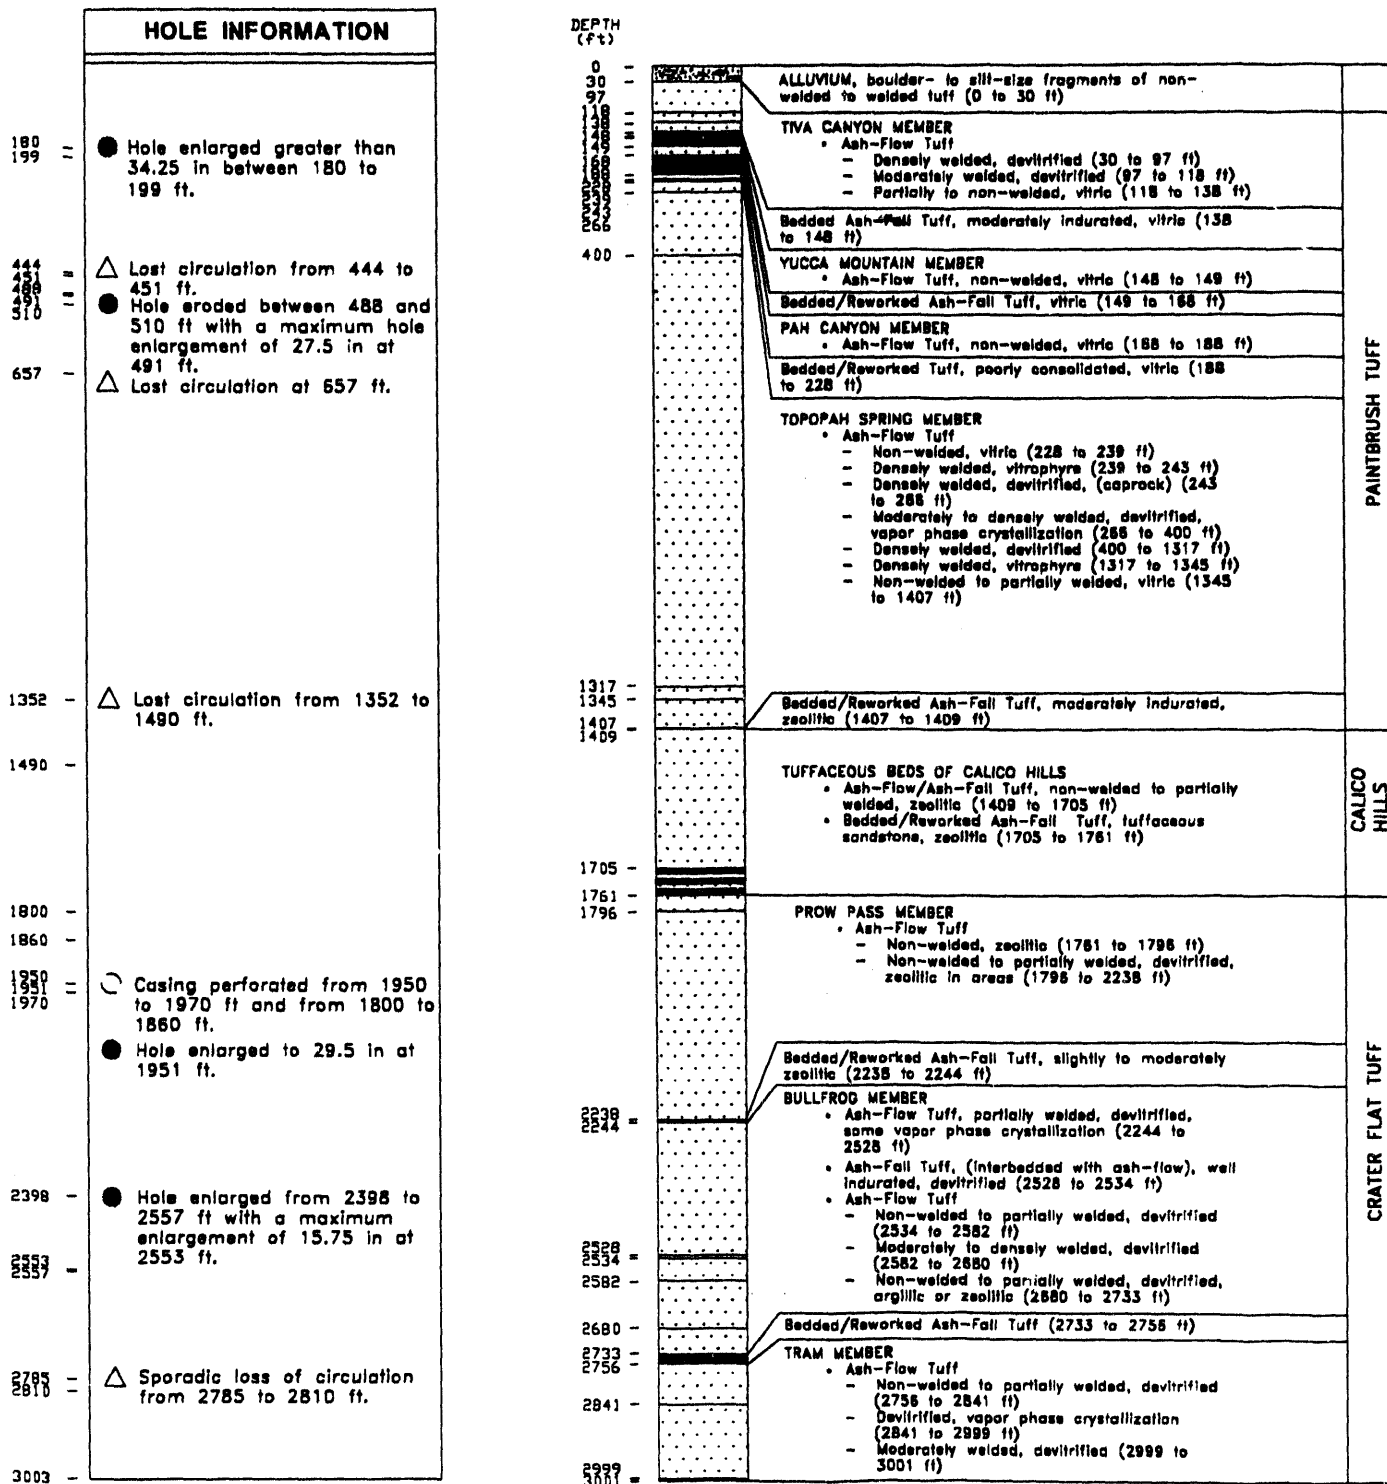 HOLE INFORMATION
180 –
199 =
Hole enlarged greater than
34.25 in between 180 to
199 ft.
444
451 =
488
491 =
510
Lost circulation from 444 to
451 ft.
Hole eroded between 488 and
510 ft with a maximum hole
enlargement of 27.5 in at
491 ft.
657 –
Lost circulation at 657 ft.
1352 –
Lost circulation from 1352 to
1490 ft.
1490 –
1800 –
1860 –
1950
1951 =
1970
Casing perforated from 1950
to 1970 ft and from 1800 to
1860 ft.
Hole enlarged to 29.5 in at
1951 ft.
2398 –
Hole enlarged from 2398 to
2557 ft with a maximum
enlargement of 15.75 in at
2553 ft.
2553
2557 =
2785
2810 =
Sporadic loss of circulation
from 2785 to 2810 ft.
3003 –
DEPTH
(ft)
0 –
30 –
97
118
138
148
149
168
188
228
239
243
266
400 –
1317 –
1345 –
1407 –
1409
1705 –
1761 –
1796 –
2238
2244 =
2528
2534 =
2582 –
2680 –
2733 –
2756 –
2841 –
2999
3001 =
ALLUVIUM, boulder- to silt-size fragments of non-
welded to welded tuff (0 to 30 ft)
TIVA CANYON MEMBER
• Ash-Flow Tuff
– Densely welded, devitrified (30 to 97 ft)
– Moderately welded, devitrified (97 to 118 ft)
– Partially to non-welded, vitric (118 to 138 ft)
Bedded Ash-Fall Tuff, moderately indurated, vitric (138
to 148 ft)
YUCCA MOUNTAIN MEMBER
• Ash-Flow Tuff, non-welded, vitric (148 to 149 ft)
Bedded/Reworked Ash-Fall Tuff, vitric (149 to 168 ft)
PAH CANYON MEMBER
• Ash-Flow Tuff, non-welded, vitric (168 to 188 ft)
Bedded/Reworked Tuff, poorly consolidated, vitric (188
to 228 ft)
TOPOPAH SPRING MEMBER
• Ash-Flow Tuff
– Non-welded, vitric (228 to 239 ft)
– Densely welded, vitrophyre (239 to 243 ft)
– Densely welded, devitrified, (caprock) (243
to 266 ft)
– Moderately to densely welded, devitrified,
vapor phase crystallization (266 to 400 ft)
– Densely welded, devitrified (400 to 1317 ft)
– Densely welded, vitrophyre (1317 to 1345 ft)
– Non-welded to partially welded, vitric (1345
to 1407 ft)
Bedded/Reworked Ash-Fall Tuff, moderately indurated,
zeolitic (1407 to 1409 ft)
PAINTBRUSH TUFF
TUFFACEOUS BEDS OF CALICO HILLS
• Ash-Flow/Ash-Fall Tuff, non-welded to partially
welded, zeolitic (1409 to 1705 ft)
• Bedded/Reworked Ash-Fall Tuff, tuffaceous
sandstone, zeolitic (1705 to 1761 ft)
CALICO
HILLS
PROW PASS MEMBER
• Ash-Flow Tuff
– Non-welded, zeolitic (1761 to 1796 ft)
– Non-welded to partially welded, devitrified,
zeolitic in areas (1796 to 2238 ft)
Bedded/Reworked Ash-Fall Tuff, slightly to moderately
zeolitic (2238 to 2244 ft)
BULLFROG MEMBER
• Ash-Flow Tuff, partially welded, devitrified,
some vapor phase crystallization (2244 to
2528 ft)
• Ash-Fall Tuff, (interbedded with ash-flow), well
indurated, devitrified (2528 to 2534 ft)
• Ash-Flow Tuff
– Non-welded to partially welded, devitrified
(2534 to 2582 ft)
– Moderately to densely welded, devitrified
(2582 to 2680 ft)
– Non-welded to partially welded, devitrified,
argillic or zeolitic (2680 to 2733 ft)
Bedded/Reworked Ash-Fall Tuff (2733 to 2756 ft)
TRAM MEMBER
• Ash-Flow Tuff
– Non-welded to partially welded, devitrified
(2756 to 2841 ft)
– Devitrified, vapor phase crystallization
(2841 to 2999 ft)
– Moderately welded, devitrified (2999 to
3001 ft)
CRATER FLAT TUFF